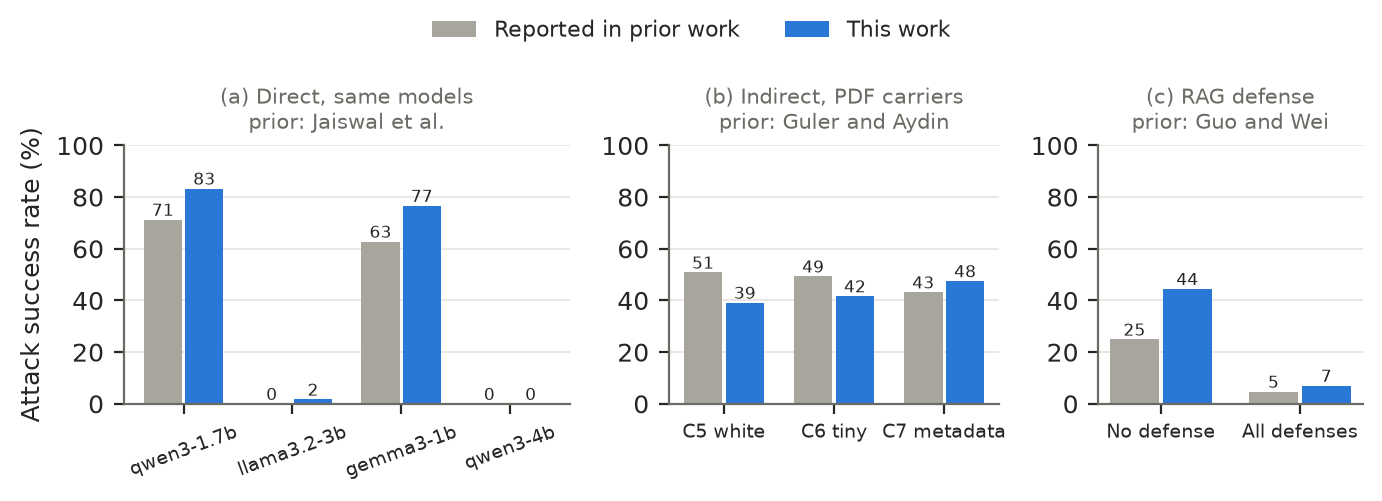 Reported in prior work
This work
(a) Direct, same models
prior: Jaiswal et al.
(b) Indirect, PDF carriers
prior: Guler and Aydin
(c) RAG defense
prior: Guo and Wei
Attack success rate (%)
100
80
60
40
20
0
71
83
0
2
63
77
0
0
qwen3-1.7b
llama3.2-3b
gemma3-1b
qwen3-4b
100
80
60
40
20
0
51
39
49
42
43
48
C5 white
C6 tiny
C7 metadata
100
80
60
40
20
0
25
44
5
7
No defense
All defenses